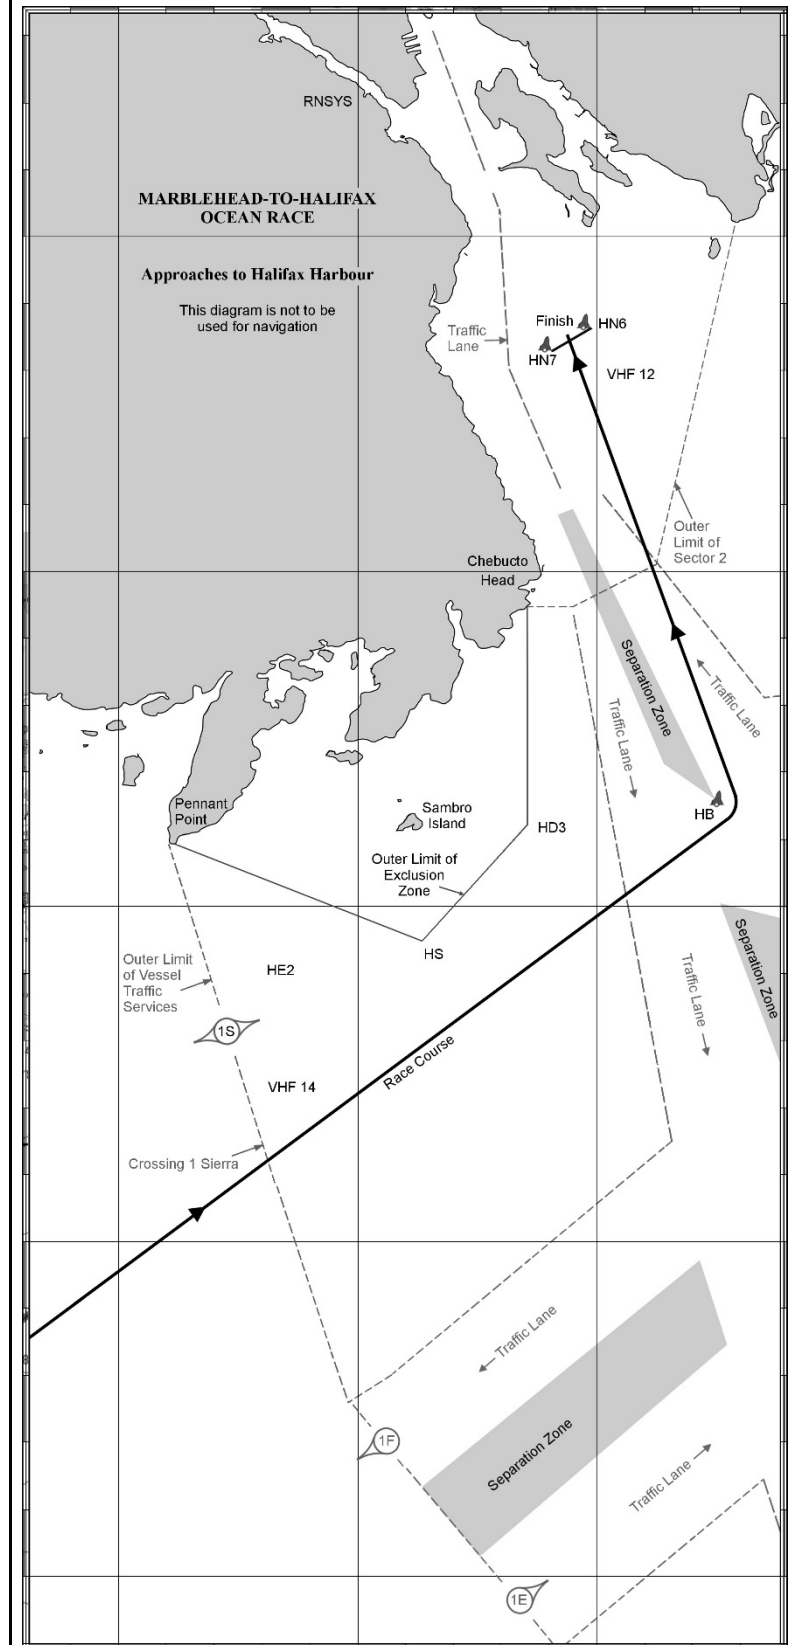 RNSYS
MARBLEHEAD-TO-HALIFAX
OCEAN RACE
Approaches to Halifax Harbour
This diagram is not to be
used for navigation
Traffic
Lane
Finish
HN6
HN7
VHF 12
Outer
Limit of
Sector 2
Chebucto
Head
Separation Zone
Traffic Lane
Traffic Lane
Pennant
Point
Sambro
Island
HD3
HB
Outer Limit of
Exclusion
Zone
HS
Separation Zone
Traffic Lane
Outer Limit
of Vessel
Traffic
Services
HE2
1S
VHF 14
Race Course
Crossing 1 Sierra
Traffic Lane
1F
Separation Zone
Traffic Lane
1E